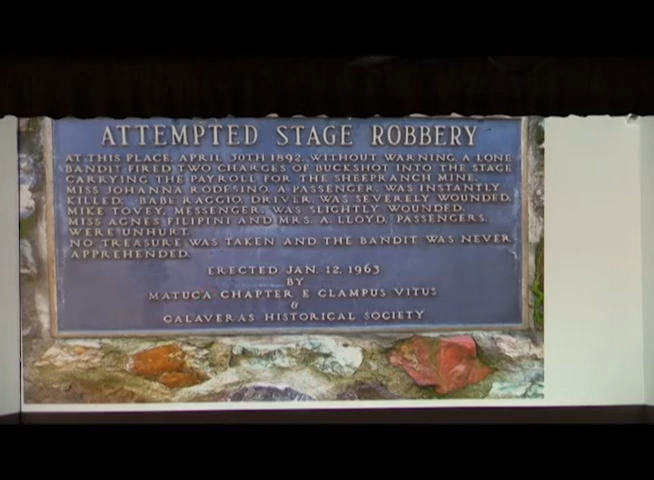 ATTEMPTED STAGE ROBBERY
AT THIS PLACE, APRIL 30TH 1892, WITHOUT WARNING A LONE
BANDIT FIRED TWO CHARGES OF BUCKSHOT INTO THE STAGE
CARRYING THE PAYROLL FOR THE SHEEPRANCH MINE.
MISS JOHANNA RODESINO, A PASSENGER, WAS INSTANTLY
KILLED. BABE RAGGIO, DRIVER, WAS SEVERELY WOUNDED.
MIKE TOVEY, MESSENGER, WAS SLIGHTLY WOUNDED.
MISS AGNES FILIPINI AND MRS. A. LLOYD, PASSENGERS,
WERE UNHURT.
NO TREASURE WAS TAKEN AND THE BANDIT WAS NEVER
APPREHENDED.
ERECTED JAN. 12, 1963
BY
MATUCA CHAPTER E CLAMPUS VITUS
&
CALAVERAS HISTORICAL SOCIETY